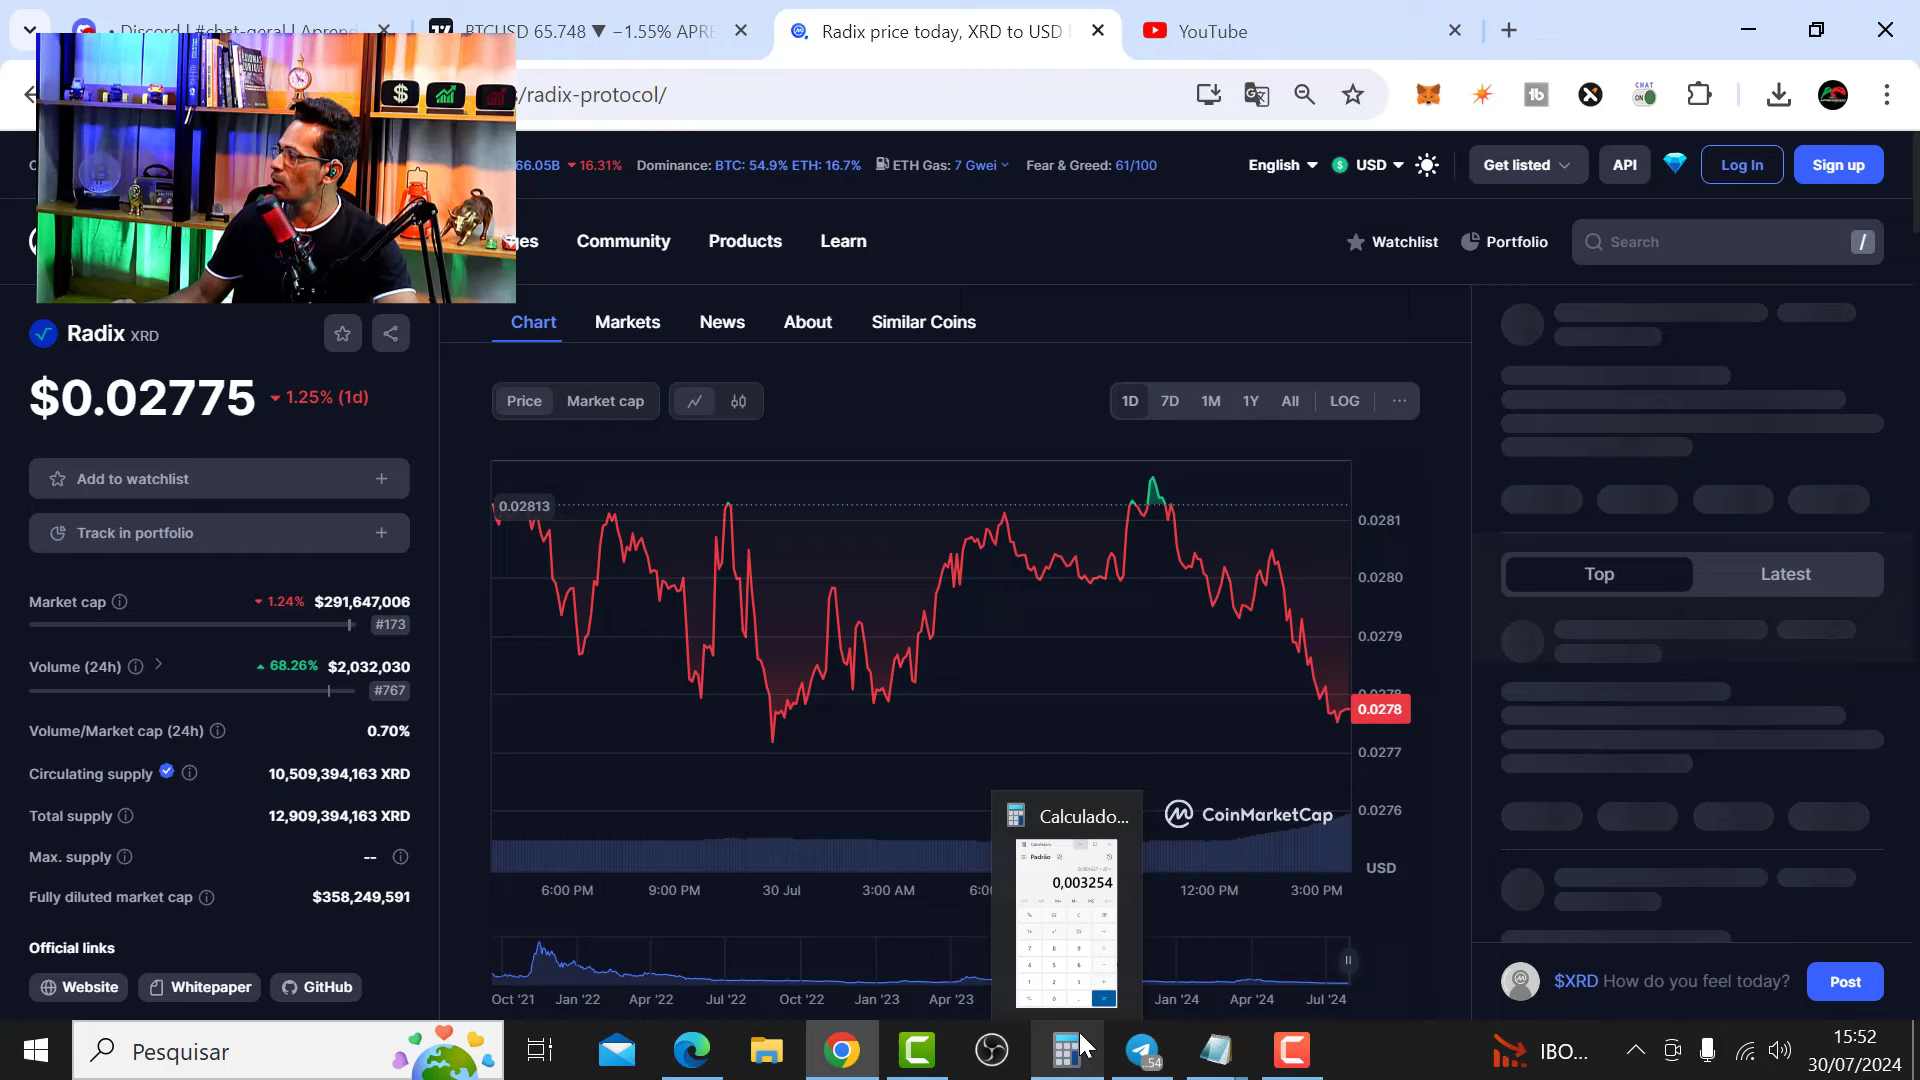 Discord | #chat-geral | Aprend
BTCUSD 65.748 ▼ −1.55% APRE
Radix price today, XRD to USD
YouTube
/radix-protocol/
66.05B 16.31%
Dominance: BTC: 54.9% ETH: 16.7%
ETH Gas: 7 Gwei
Fear & Greed: 61/100
English
USD
Get listed
API
Log In
Sign up
Community
Products
Learn
Watchlist
Portfolio
Search
/
Radix XRD
$0.02775 1.25% (1d)
Add to watchlist
Track in portfolio
Market cap 1.24% $291,647,006
#173
Volume (24h) 68.26% $2,032,030
#767
Volume/Market cap (24h) 0.70%
Circulating supply 10,509,394,163 XRD
Total supply 12,909,394,163 XRD
Max. supply --
Fully diluted market cap $358,249,591
Official links
Website
Whitepaper
GitHub
Chart
Markets
News
About
Similar Coins
Price
Market cap
1D
7D
1M
1Y
All
LOG
0.02813
0.0281
0.0280
0.0279
0.0278
0.0278
0.0277
0.0276
USD
CoinMarketCap
6:00 PM
9:00 PM
30 Jul
3:00 AM
12:00 PM
3:00 PM
Oct '21
Jan '22
Apr '22
Jul '22
Oct '22
Jan '23
Apr '23
Jan '24
Apr '24
Jul '24
Calculado...
Padrão
0,003254
Top
Latest
$XRD How do you feel today?
Post
Pesquisar
..54
IBO...
15:52
30/07/2024